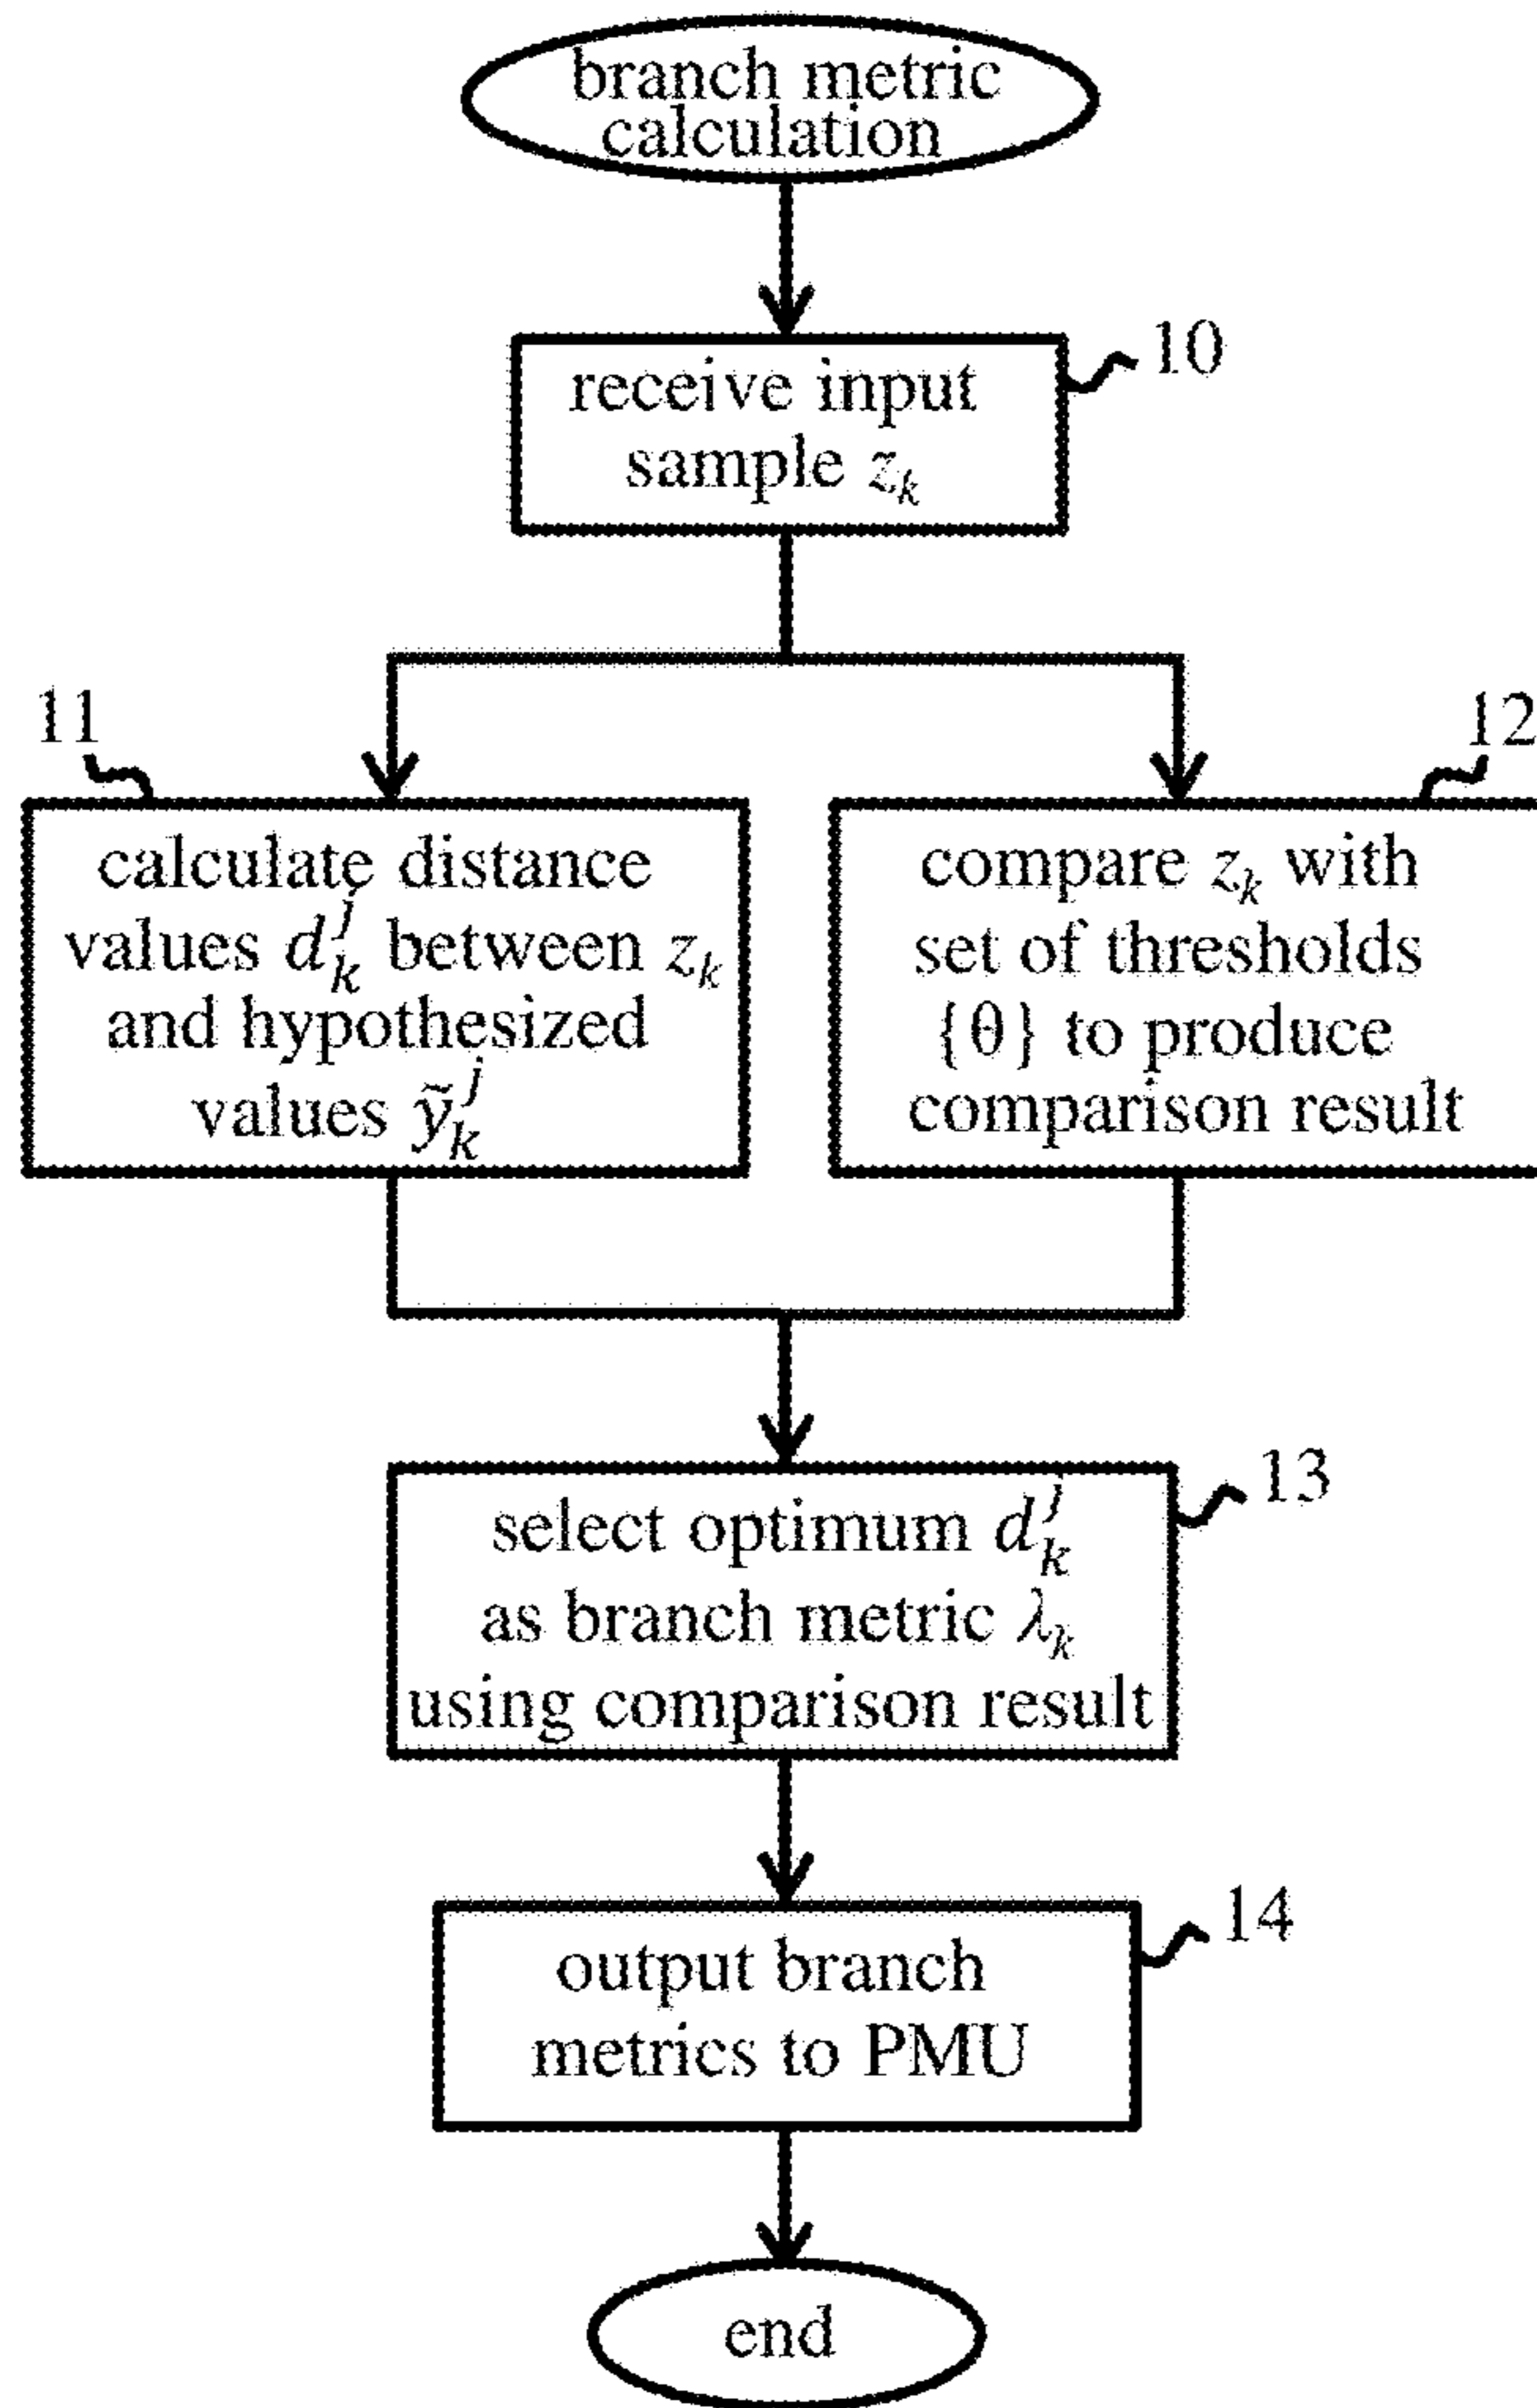 branch metric
calculation
10
receive input
sample z_k
11
12
calculate distance
values d_k^j between z_k
and hypothesized
values ỹ_k^j
compare z_k with
set of thresholds
{θ} to produce
comparison result
13
select optimum d_k^j
as branch metric λ_k
using comparison result
14
output branch
metrics to PMU
end